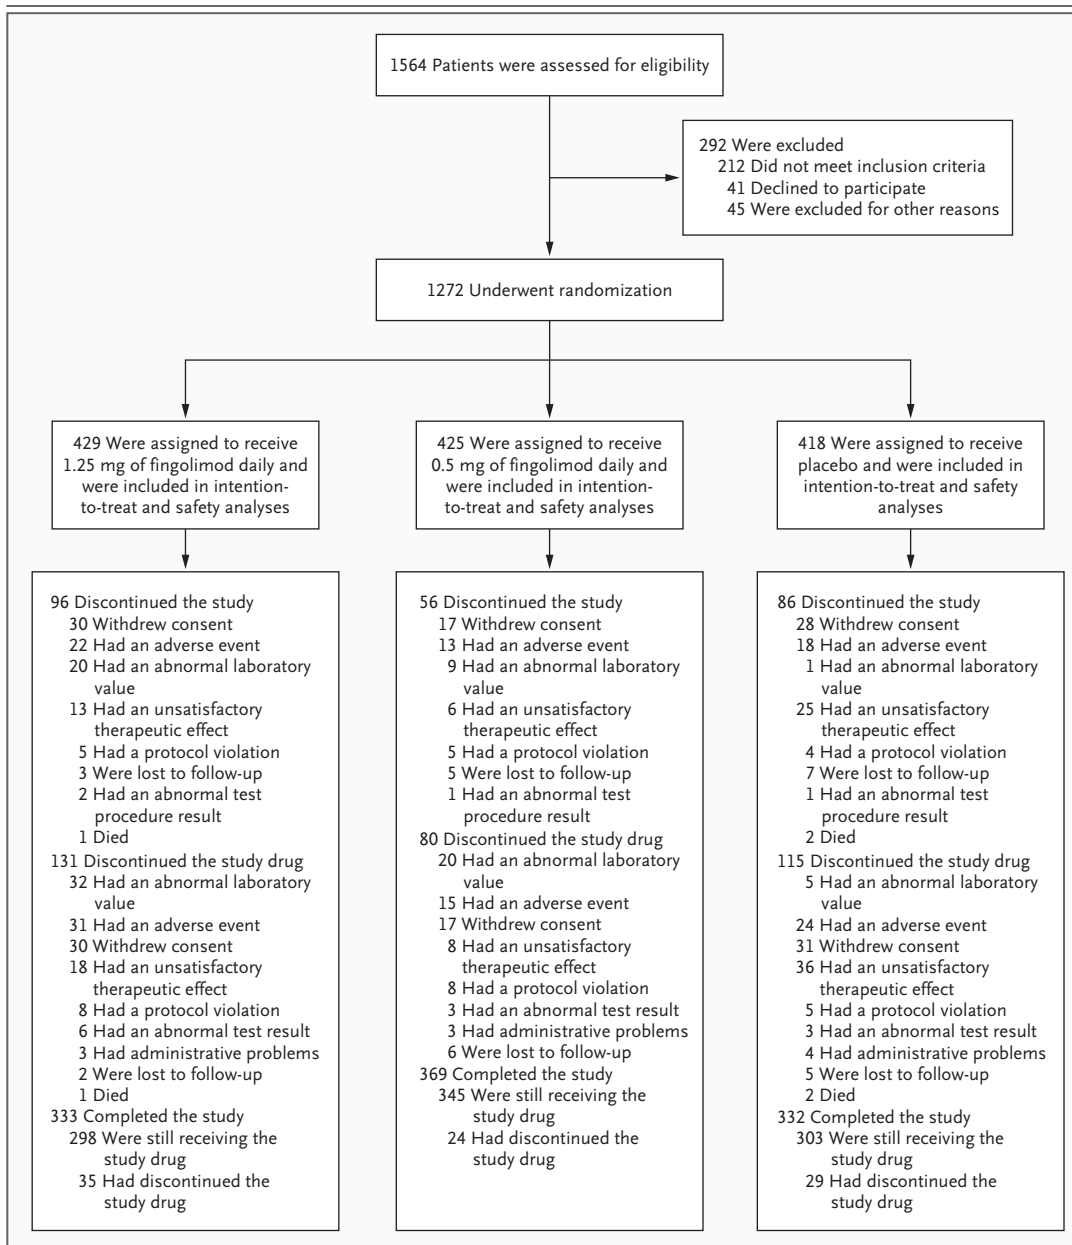 1564 Patients were assessed for eligibility
292 Were excluded
212 Did not meet inclusion criteria
41 Declined to participate
45 Were excluded for other reasons
1272 Underwent randomization
429 Were assigned to receive
1.25 mg of fingolimod daily and
were included in intention-
to-treat and safety analyses
425 Were assigned to receive
0.5 mg of fingolimod daily and
were included in intention-
to-treat and safety analyses
418 Were assigned to receive
placebo and were included in
intention-to-treat and safety
analyses
96 Discontinued the study
30 Withdrew consent
22 Had an adverse event
20 Had an abnormal laboratory
value
13 Had an unsatisfactory
therapeutic effect
5 Had a protocol violation
3 Were lost to follow-up
2 Had an abnormal test
procedure result
1 Died
131 Discontinued the study drug
32 Had an abnormal laboratory
value
31 Had an adverse event
30 Withdrew consent
18 Had an unsatisfactory
therapeutic effect
8 Had a protocol violation
6 Had an abnormal test result
3 Had administrative problems
2 Were lost to follow-up
1 Died
333 Completed the study
298 Were still receiving the
study drug
35 Had discontinued the
study drug
56 Discontinued the study
17 Withdrew consent
13 Had an adverse event
9 Had an abnormal laboratory
value
6 Had an unsatisfactory
therapeutic effect
5 Had a protocol violation
5 Were lost to follow-up
1 Had an abnormal test
procedure result
80 Discontinued the study drug
20 Had an abnormal laboratory
value
15 Had an adverse event
17 Withdrew consent
8 Had an unsatisfactory
therapeutic effect
8 Had a protocol violation
3 Had an abnormal test result
3 Had administrative problems
6 Were lost to follow-up
369 Completed the study
345 Were still receiving the
study drug
24 Had discontinued the
study drug
86 Discontinued the study
28 Withdrew consent
18 Had an adverse event
1 Had an abnormal laboratory
value
25 Had an unsatisfactory
therapeutic effect
4 Had a protocol violation
7 Were lost to follow-up
1 Had an abnormal test
procedure result
2 Died
115 Discontinued the study drug
5 Had an abnormal laboratory
value
24 Had an adverse event
31 Withdrew consent
36 Had an unsatisfactory
therapeutic effect
5 Had a protocol violation
3 Had an abnormal test result
4 Had administrative problems
5 Were lost to follow-up
2 Died
332 Completed the study
303 Were still receiving the
study drug
29 Had discontinued the
study drug